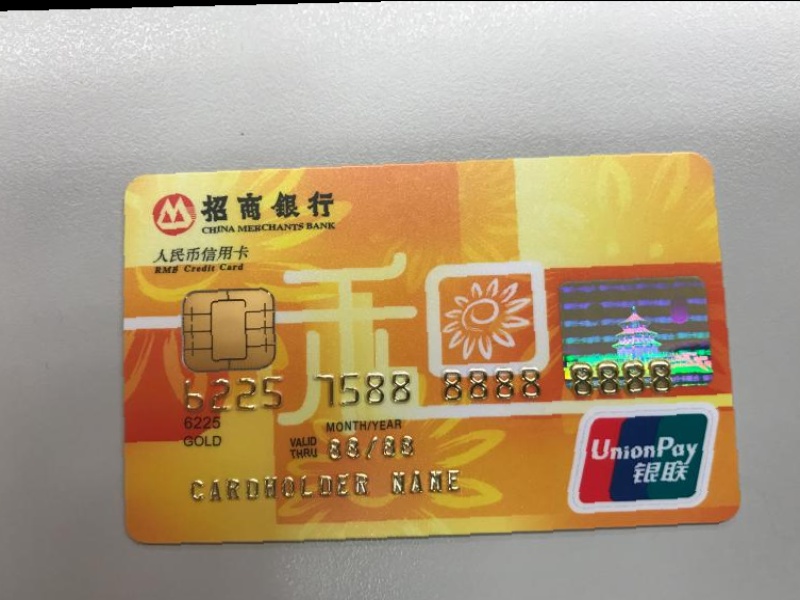 招商银行
CHINA MERCHANTS BANK
人民币信用卡
RMB Credit Card
和
6225 7588 8888 8888
6225
GOLD
MONTH/YEAR
VALID THRU 88/88
CARDHOLDER NAME
UnionPay
银联